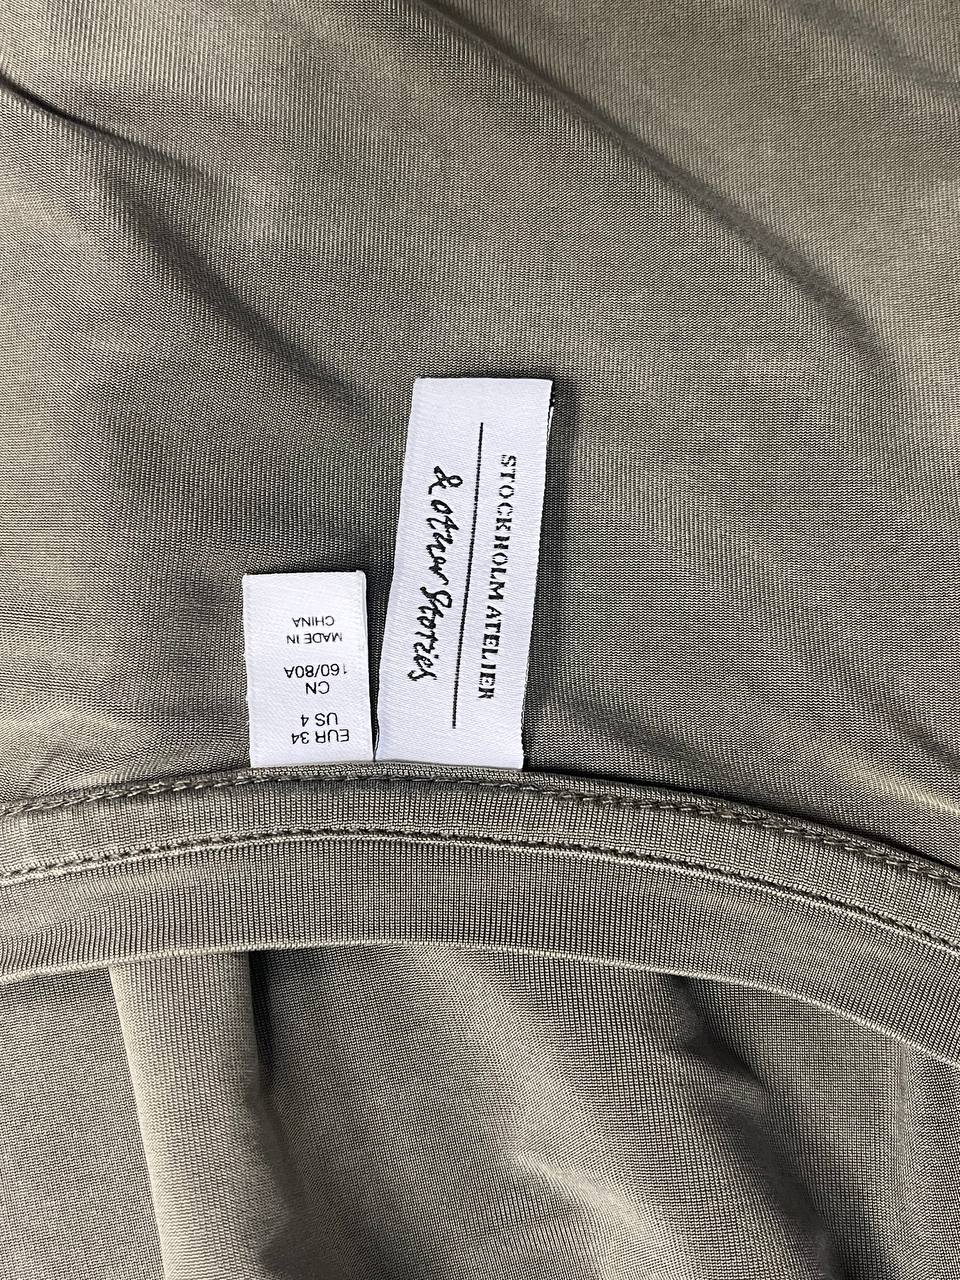 STOCKHOLM ATELIER
& other Stories
EUR 34
US 4
CN
160/80A
MADE IN
CHINA